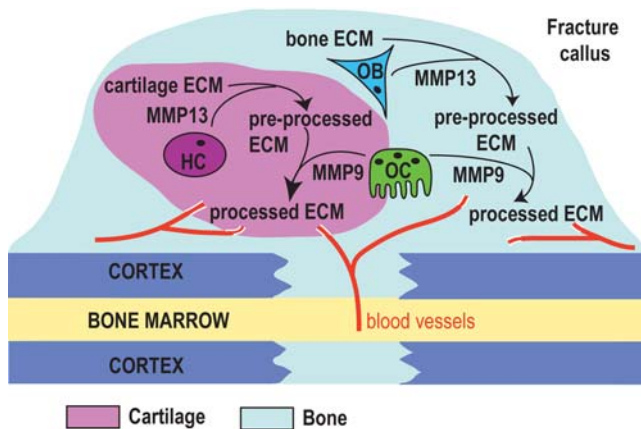 bone ECM
Fracture
callus
OB
MMP13
cartilage ECM
MMP13
pre-processed
ECM
pre-processed
ECM
HC
MMP9
OC
MMP9
processed ECM
processed ECM
CORTEX
BONE MARROW
blood vessels
CORTEX
Cartilage
Bone